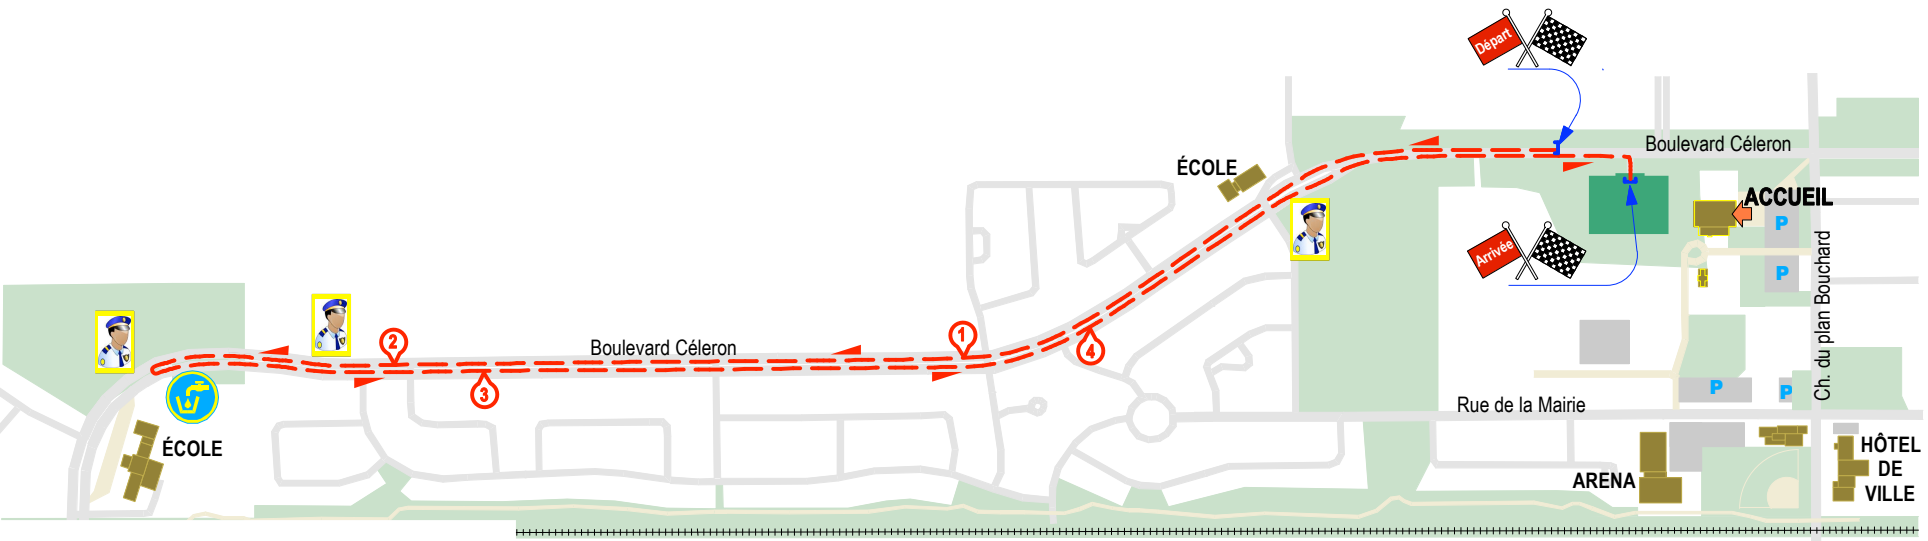 Départ
Boulevard Céleron
ÉCOLE
ACCUEIL
P
Arrivée
P
Ch. du plan Bouchard
1
2
Boulevard Céleron
4
3
P
P
Rue de la Mairie
ÉCOLE
HÔTEL
DE
VILLE
ARENA